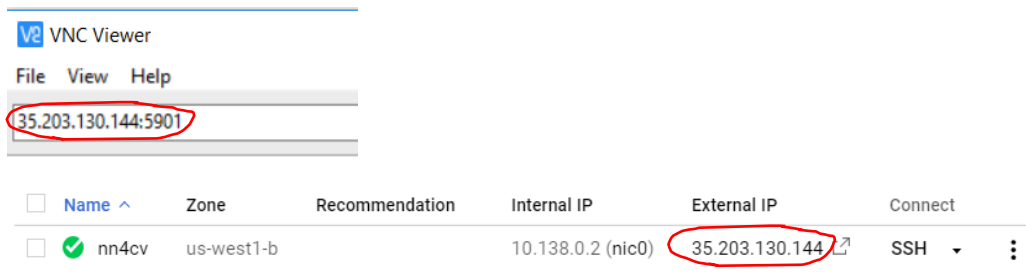 VNC Viewer
File View Help
35.203.130.144:5901
Name Zone Recommendation Internal IP External IP Connect
nn4cv us-west1-b 10.138.0.2 (nic0) 35.203.130.144 SSH